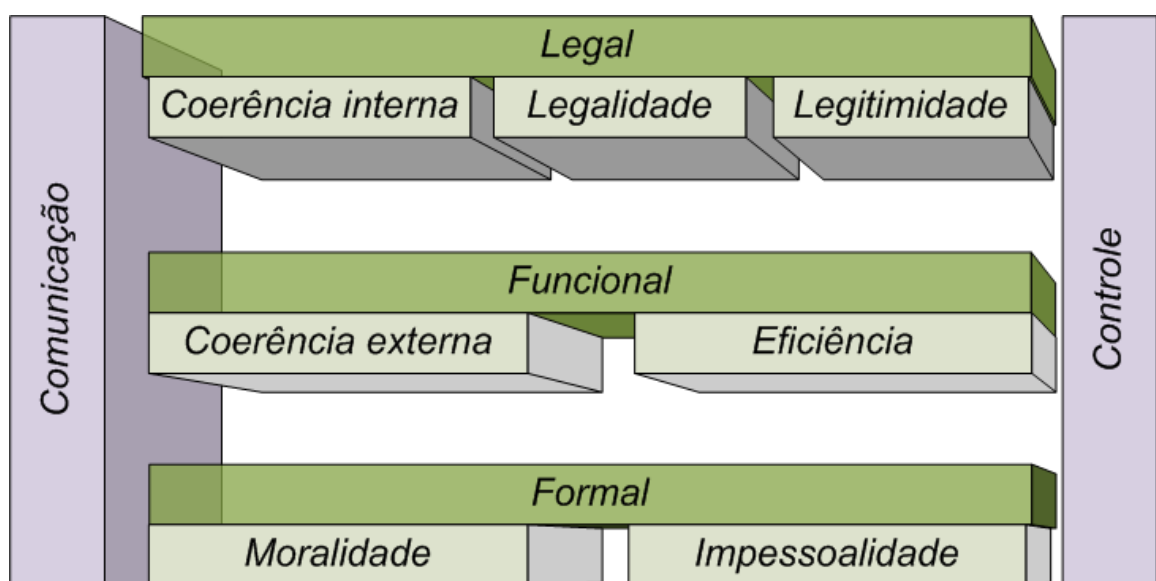 Legal
Coerência interna
Legalidade
Legitimidade
Comunicação
Funcional
Coerência externa
Eficiência
Controle
Formal
Moralidade
Impessoalidade